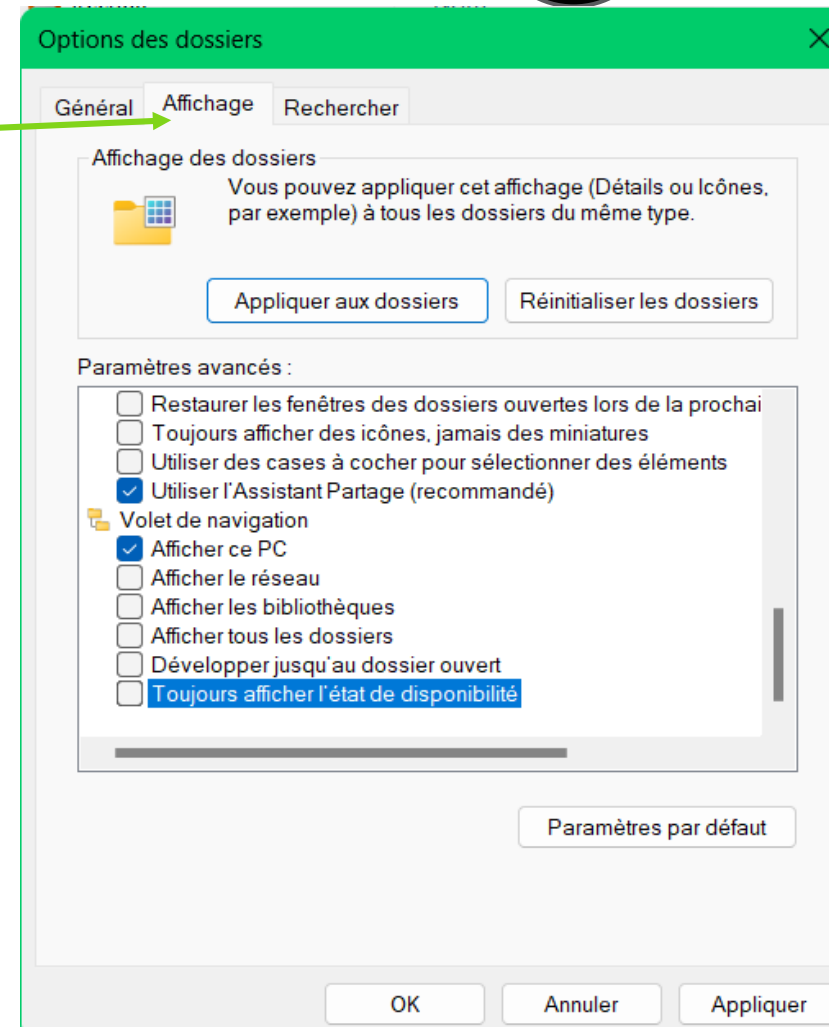 Options des dossiers
Général Affichage Rechercher
Affichage des dossiers
Vous pouvez appliquer cet affichage (Détails ou Icônes,
par exemple) à tous les dossiers du même type.
Appliquer aux dossiers Réinitialiser les dossiers
Paramètres avancés :
Restaurer les fenêtres des dossiers ouvertes lors de la prochai
Toujours afficher des icônes, jamais des miniatures
Utiliser des cases à cocher pour sélectionner des éléments
Utiliser l'Assistant Partage (recommandé)
Volet de navigation
Afficher ce PC
Afficher le réseau
Afficher les bibliothèques
Afficher tous les dossiers
Développer jusqu'au dossier ouvert
Toujours afficher l'état de disponibilité
Paramètres par défaut
OK Annuler Appliquer